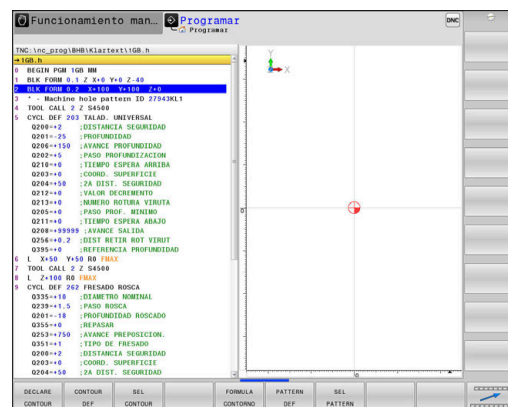 Funcionamiento man...
Programar
Programar
DNC
TNC:\nc_prog\BHB\Klartext\1GB.h
→1GB.h
0 BEGIN PGM 1GB MM
1 BLK FORM 0.1 Z X+0 Y+0 Z-40
2 BLK FORM 0.2 X+100 Y+100 Z+0
3 * - Machine hole pattern ID 27943KL1
4 TOOL CALL 2 Z S4500
5 CYCL DEF 203 TALAD. UNIVERSAL
Q200=+2 ;DISTANCIA SEGURIDAD
Q201=-25 ;PROFUNDIDAD
Q206=+150 ;AVANCE PROFUNDIDAD
Q202=+5 ;PASO PROFUNDIZACION
Q210=+0 ;TIEMPO ESPERA ARRIBA
Q203=+0 ;COORD. SUPERFICIE
Q204=+50 ;2A DIST. SEGURIDAD
Q212=+0 ;VALOR DECREMENTO
Q213=+0 ;NUMERO ROTURA VIRUTA
Q205=+0 ;PASO PROF. MINIMO
Q211=+0 ;TIEMPO ESPERA ABAJO
Q208=+99999 ;AVANCE SALIDA
Q256=+0.2 ;DIST RETIR ROT VIRUT
Q395=+0 ;REFERENCIA PROFUNDIDAD
6 L X+50 Y+50 R0 FMAX
7 TOOL CALL 2 Z S4500
8 L Z+100 R0 FMAX
9 CYCL DEF 262 FRESADO ROSCA
Q335=+10 ;DIAMETRO NOMINAL
Q239=+1.5 ;PASO ROSCA
Q201=-18 ;PROFUNDIDAD ROSCADO
Q355=+0 ;REPASAR
Q253=+750 ;AVANCE PREPOSICION.
Q351=+1 ;TIPO DE FRESADO
Q200=+2 ;DISTANCIA SEGURIDAD
Q203=+0 ;COORD. SUPERFICIE
Q204=+50 ;2A DIST. SEGURIDAD
Y
X
0
0
DECLARE CONTOUR
CONTOUR DEF
SEL CONTOUR
FORMULA CONTORNO
PATTERN DEF
SEL PATTERN